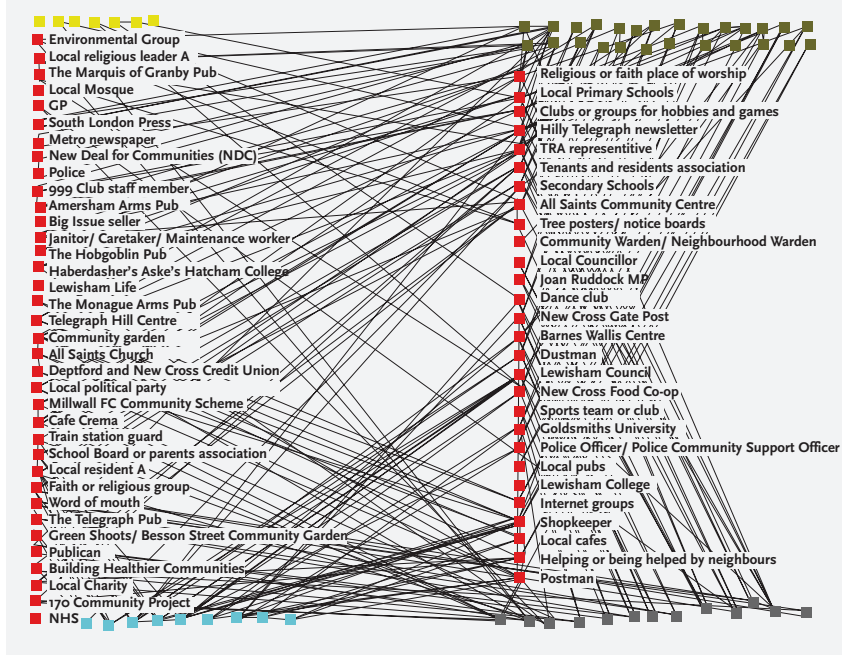 Environmental Group
Local religious leader A
The Marquis of Granby Pub
Local Mosque
GP
South London Press
Metro newspaper
New Deal for Communities (NDC)
Police
999 Club staff member
Amersham Arms Pub
Big Issue seller
Janitor/ Caretaker/ Maintenance worker
The Hobgoblin Pub
Haberdasher's Aske's Hatcham College
Lewisham Life
The Monague Arms Pub
Telegraph Hill Centre
Community garden
All Saints Church
Deptford and New Cross Credit Union
Local political party
Millwall FC Community Scheme
Cafe Crema
Train station guard
School Board or parents association
Local resident A
Faith or religious group
Word of mouth
The Telegraph Pub
Green Shoots/ Besson Street Community Garden
Publican
Building Healthier Communities
Local Charity
170 Community Project
NHS
Religious or faith place of worship
Local Primary Schools
Clubs or groups for hobbies and games
Hilly Telegraph newsletter
TRA representitive
Tenants and residents association
Secondary Schools
All Saints Community Centre
Tree posters/ notice boards
Community Warden/ Neighbourhood Warden
Local Councillor
Joan Ruddock MP
Dance club
New Cross Gate Post
Barnes Wallis Centre
Dustman
Lewisham Council
New Cross Food Co-op
Sports team or club
Goldsmiths University
Police Officer/ Police Community Support Officer
Local pubs
Lewisham College
Internet groups
Shopkeeper
Local cafes
Helping or being helped by neighbours
Postman